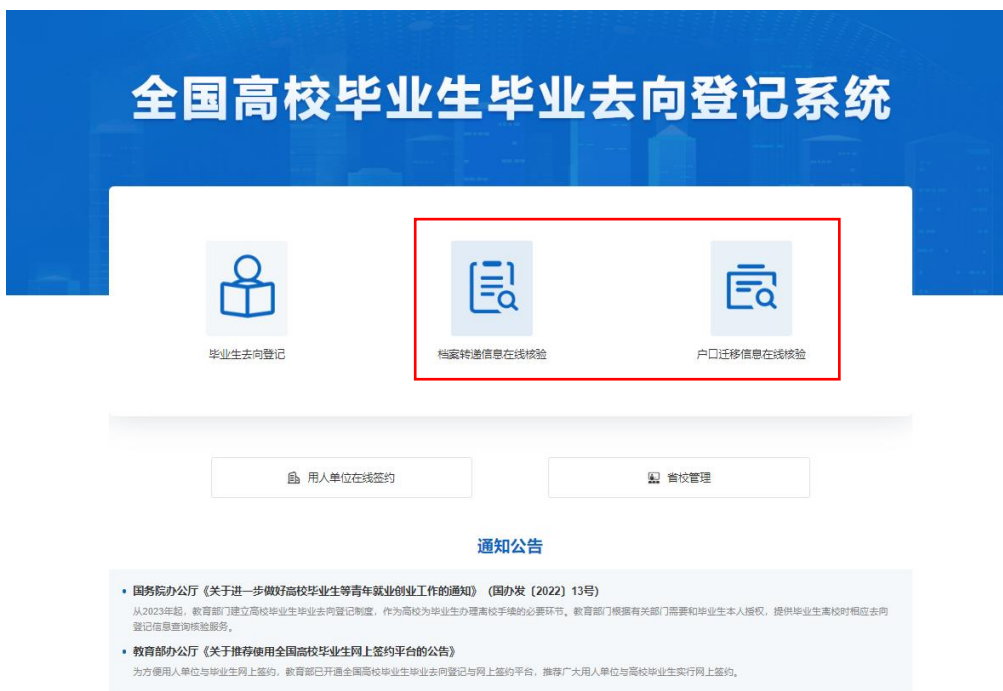 全国高校毕业生毕业去向登记系统
毕业生去向登记
档案转递信息在线核验
户口迁移信息在线核验
用人单位在线签约
省校管理
通知公告
• 国务院办公厅《关于进一步做好高校毕业生等青年就业创业工作的通知》（国办发〔2022〕13号）
从2023年起，教育部门建立高校毕业生毕业去向登记制度，作为高校为毕业生办理离校手续的必要环节。教育部门根据有关部门需要和毕业生本人授权，提供毕业生离校时相应去向
登记信息查询核验服务。
• 教育部办公厅《关于推荐使用全国高校毕业生网上签约平台的公告》
为方便用人单位与毕业生网上签约，教育部已开通全国高校毕业生毕业去向登记与网上签约平台，推荐广大用人单位与高校毕业生实行网上签约。